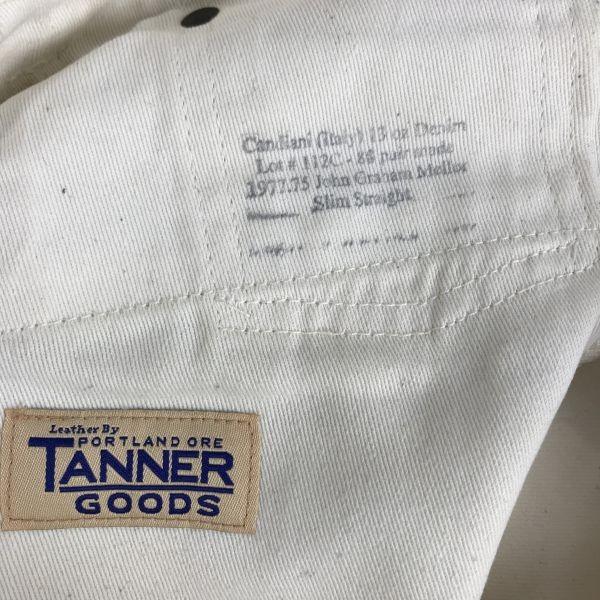 Candiani (Italy) 13 oz Denim
Lot # 112C - 88 pair made
1977.75 John Graham Mellor
Slim Straight
Leather By
PORTLAND ORE
TANNER
GOODS